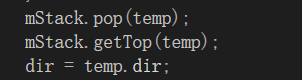 mStack.pop(temp);
mStack.getTop(temp);
dir = temp.dir;